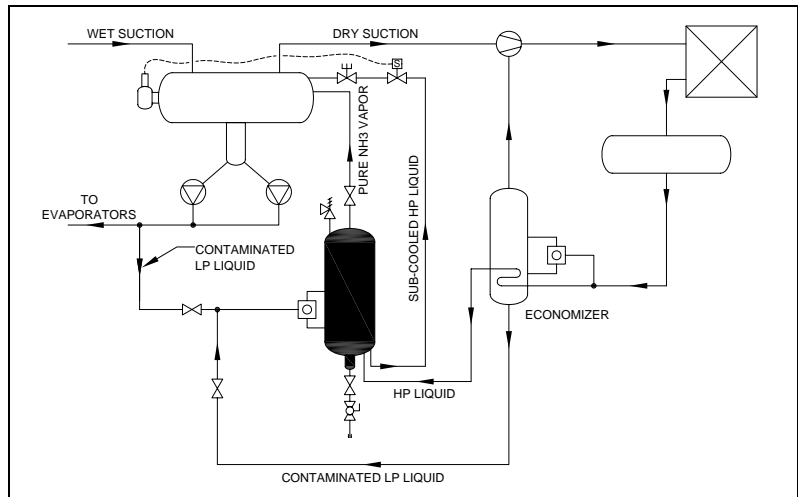 WET SUCTION
DRY SUCTION
S
PURE NH3 VAPOR
SUB-COOLED HP LIQUID
TO
EVAPORATORS
CONTAMINATED
LP LIQUID
ECONOMIZER
HP LIQUID
CONTAMINATED LP LIQUID